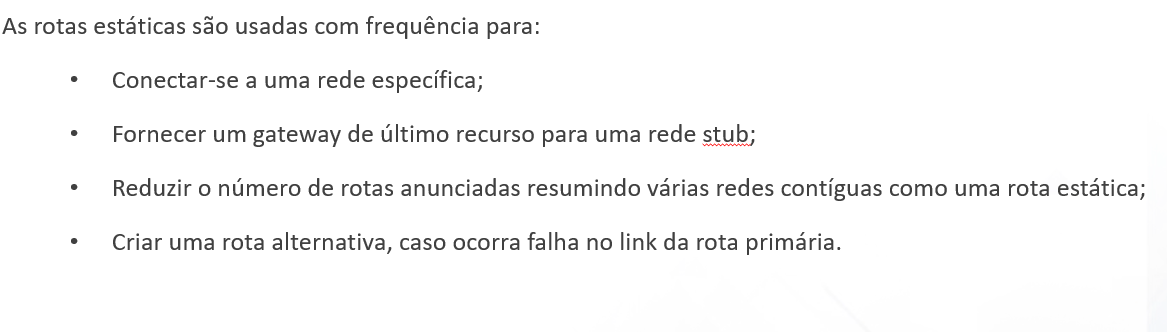 As rotas estáticas são usadas com frequência para:
• Conectar-se a uma rede específica;
• Fornecer um gateway de último recurso para uma rede stub;
• Reduzir o número de rotas anunciadas resumindo várias redes contíguas como uma rota estática;
• Criar uma rota alternativa, caso ocorra falha no link da rota primária.